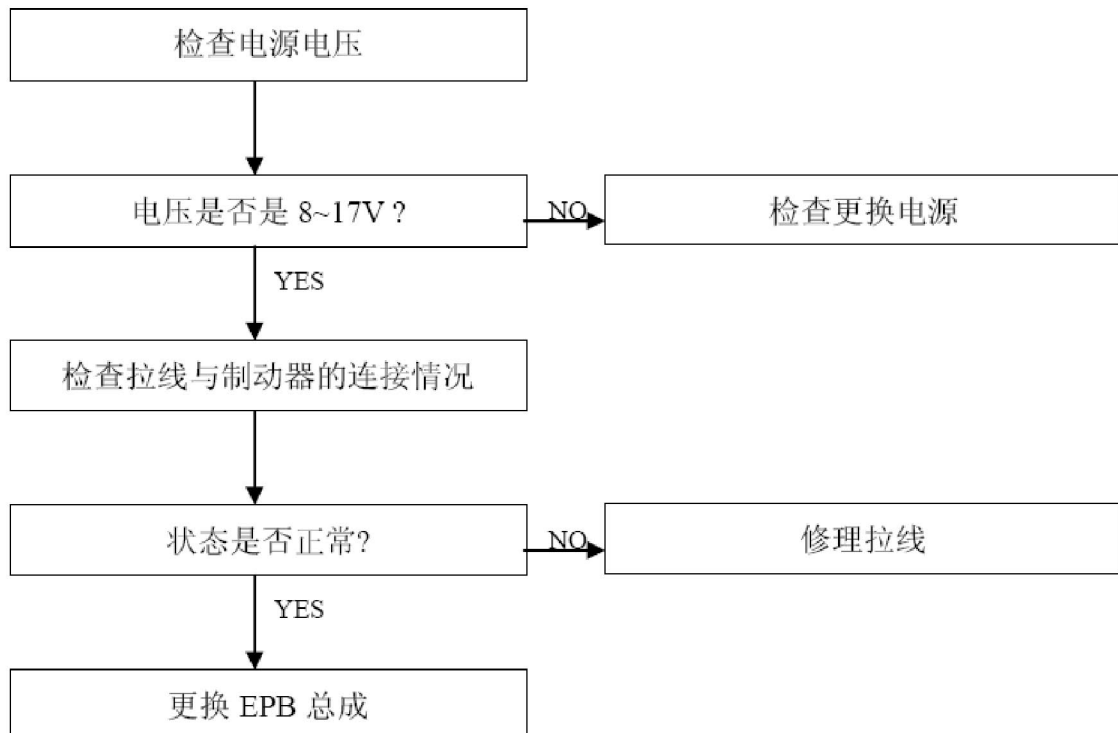 检查电源电压
电压是否是 8~17V？
NO
检查更换电源
YES
检查拉线与制动器的连接情况
状态是否正常?
NO
修理拉线
YES
更换 EPB 总成